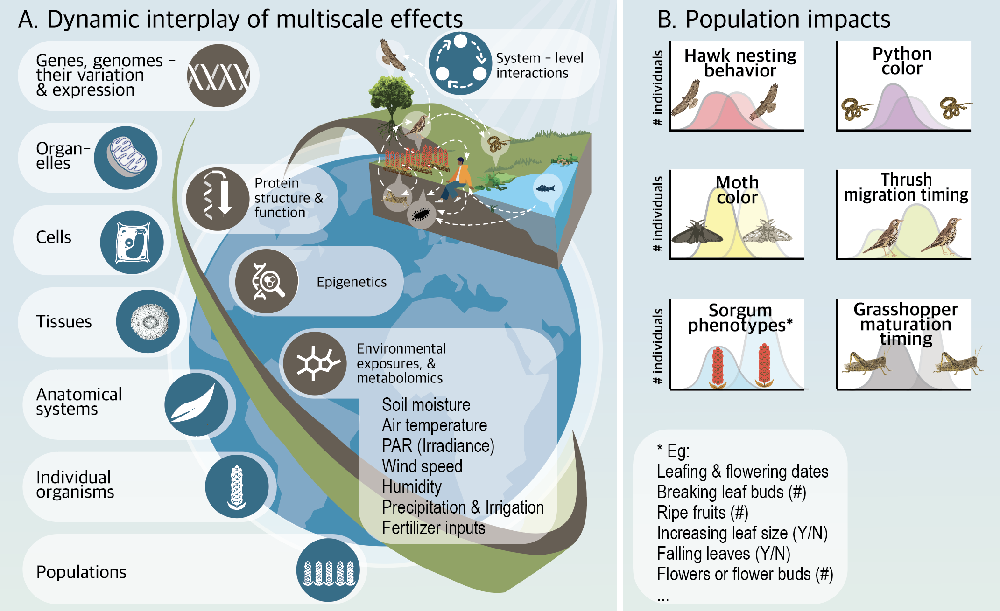 A. Dynamic interplay of multiscale effects
Genes, genomes –
their variation
& expression
System – level
interactions
Organ–
elles
Protein
structure &
function
Cells
Epigenetics
Tissues
Environmental
exposures, &
metabolomics
Soil moisture
Air temperature
PAR (Irradiance)
Wind speed
Humidity
Precipitation & Irrigation
Fertilizer inputs
Anatomical
systems
Individual
organisms
Populations
B. Population impacts
# individuals
Hawk nesting
behavior
Python
color
# individuals
Moth
color
Thrush
migration timing
# individuals
Sorgum
phenotypes*
Grasshopper
maturation
timing
* Eg:
Leafing & flowering dates
Breaking leaf buds (#)
Ripe fruits (#)
Increasing leaf size (Y/N)
Falling leaves (Y/N)
Flowers or flower buds (#)
...